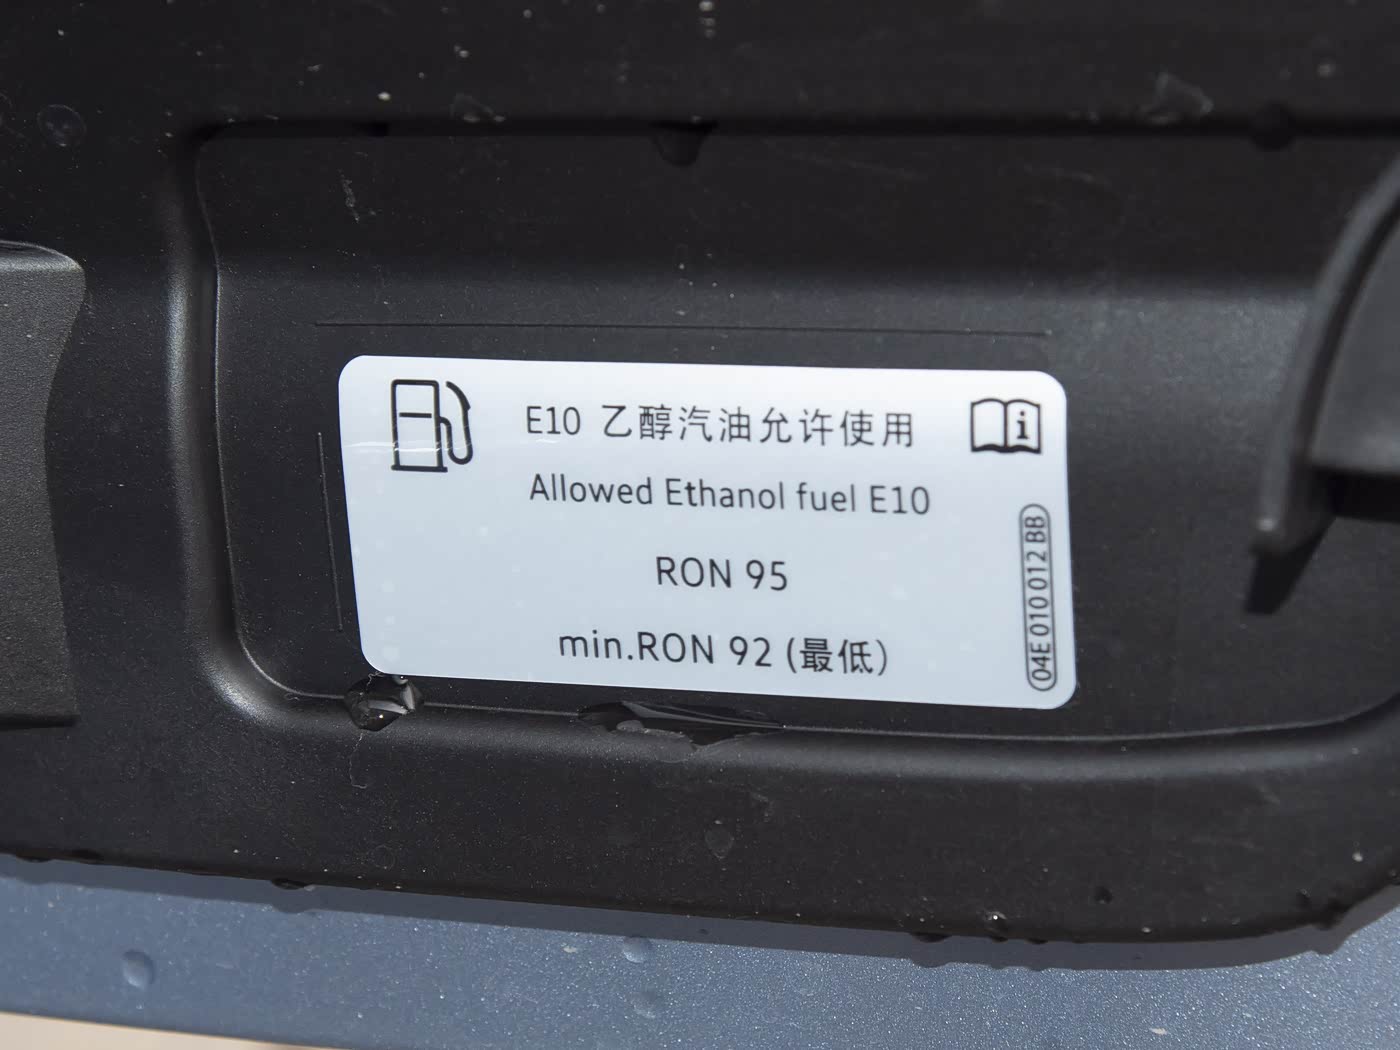 E10 乙醇汽油允许使用
Allowed Ethanol fuel E10
RON 95
min.RON 92 (最低)
04E 010 012 BB